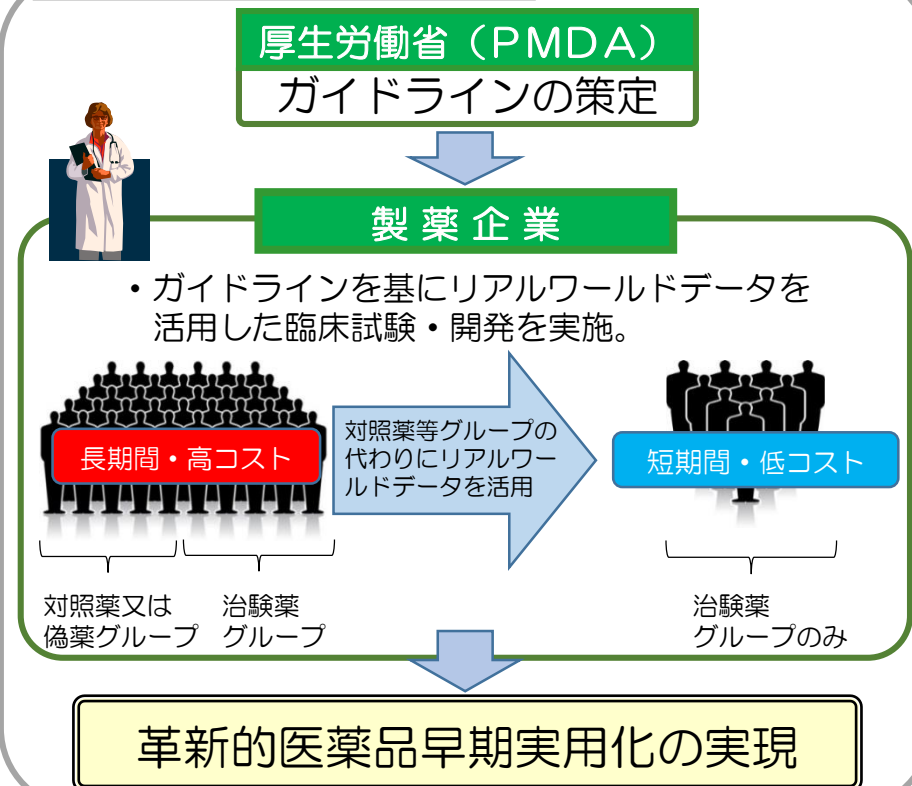 厚生労働省（ＰＭＤＡ）
ガイドラインの策定
製薬企業
・ガイドラインを基にリアルワールドデータを
活用した臨床試験・開発を実施。
長期間・高コスト
対照薬等グループの
代わりにリアルワー
ルドデータを活用
短期間・低コスト
対照薬又は
偽薬グループ
治験薬
グループ
治験薬
グループのみ
革新的医薬品早期実用化の実現